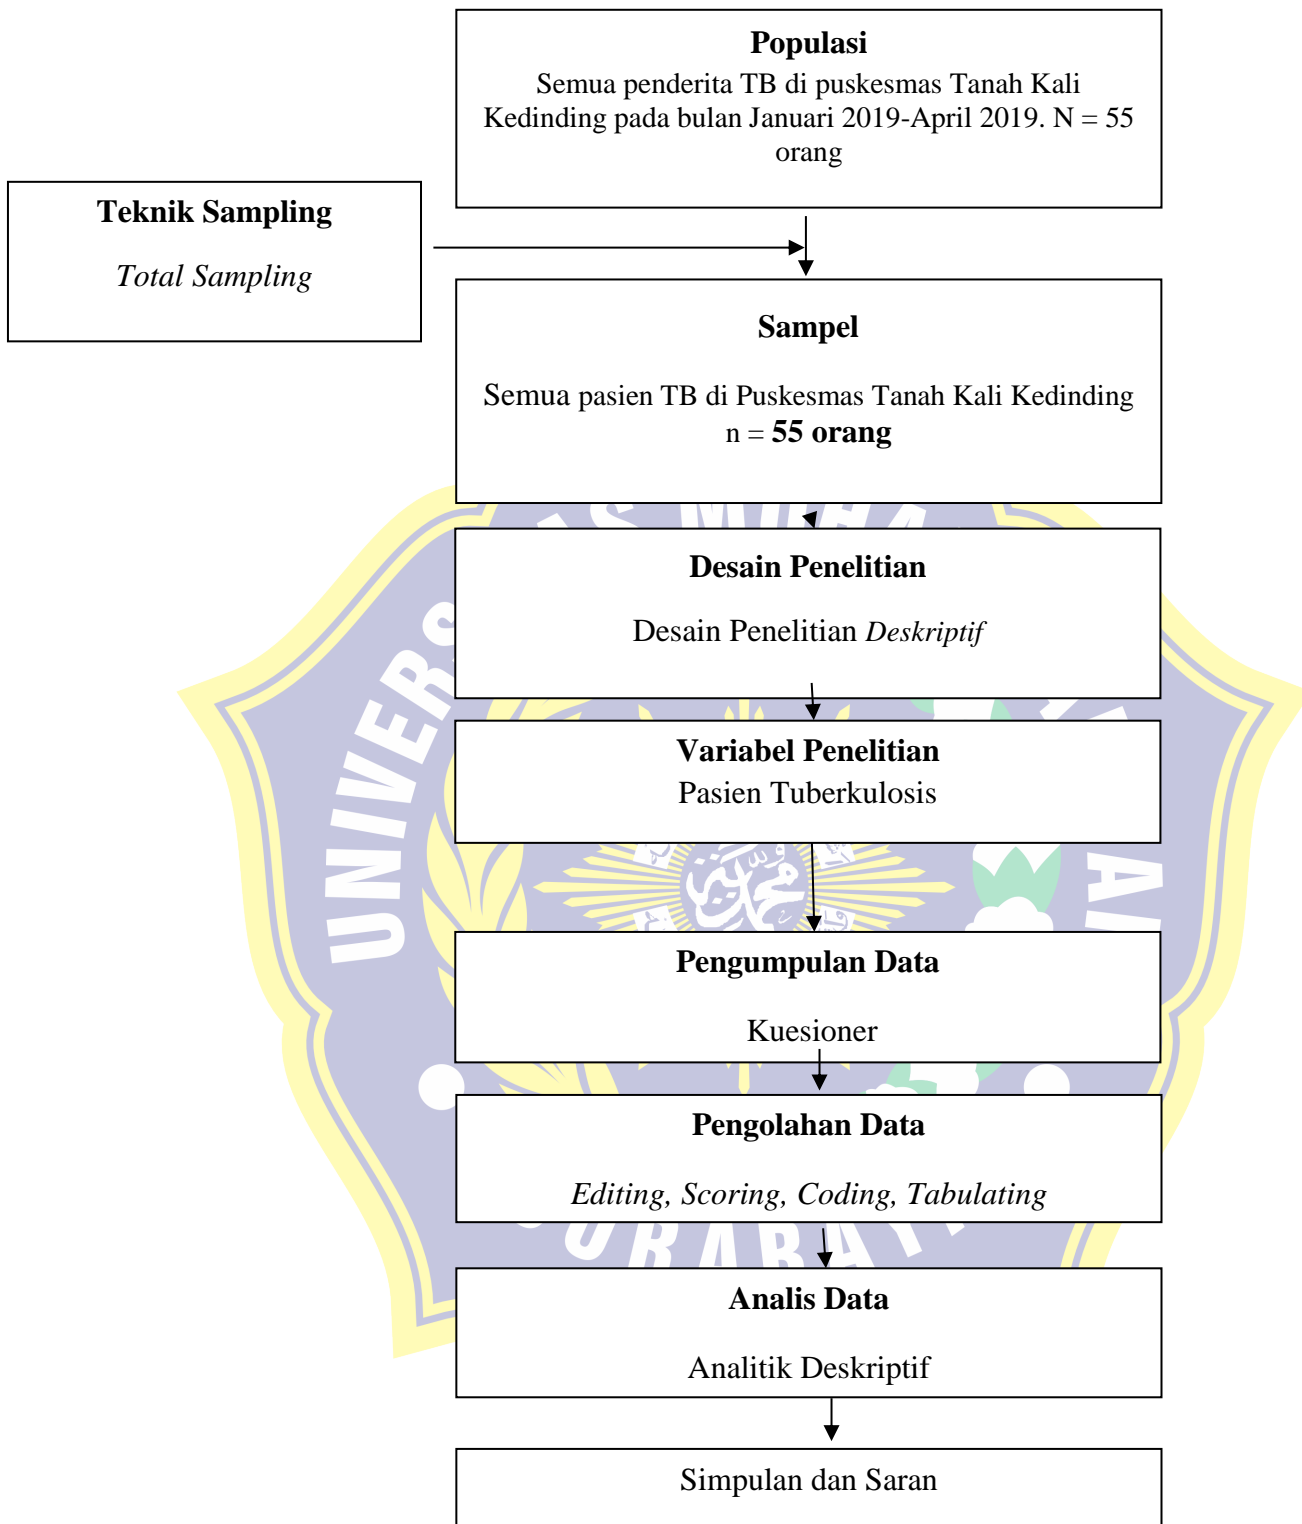 Populasi
Semua penderita TB di puskesmas Tanah Kali
Kedinding pada bulan Januari 2019-April 2019. N = 55
orang
Teknik Sampling
Total Sampling
Sampel
Semua pasien TB di Puskesmas Tanah Kali Kedinding
n = 55 orang
Desain Penelitian
Desain Penelitian Deskriptif
Variabel Penelitian
Pasien Tuberkulosis
Pengumpulan Data
Kuesioner
Pengolahan Data
Editing, Scoring, Coding, Tabulating
Analis Data
Analitik Deskriptif
Simpulan dan Saran